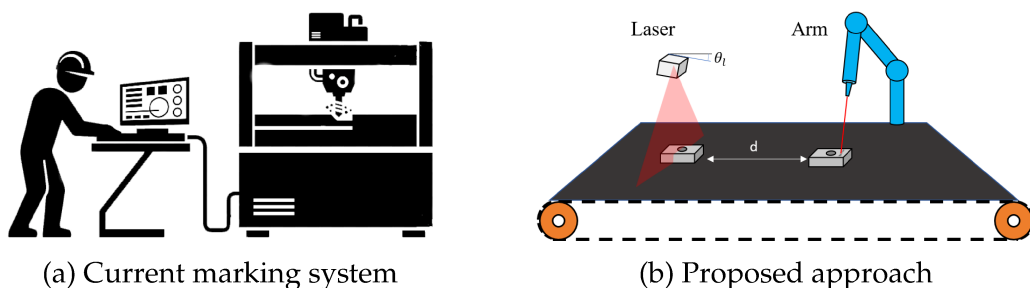 Laser
Arm
θₗ
d
(a) Current marking system
(b) Proposed approach